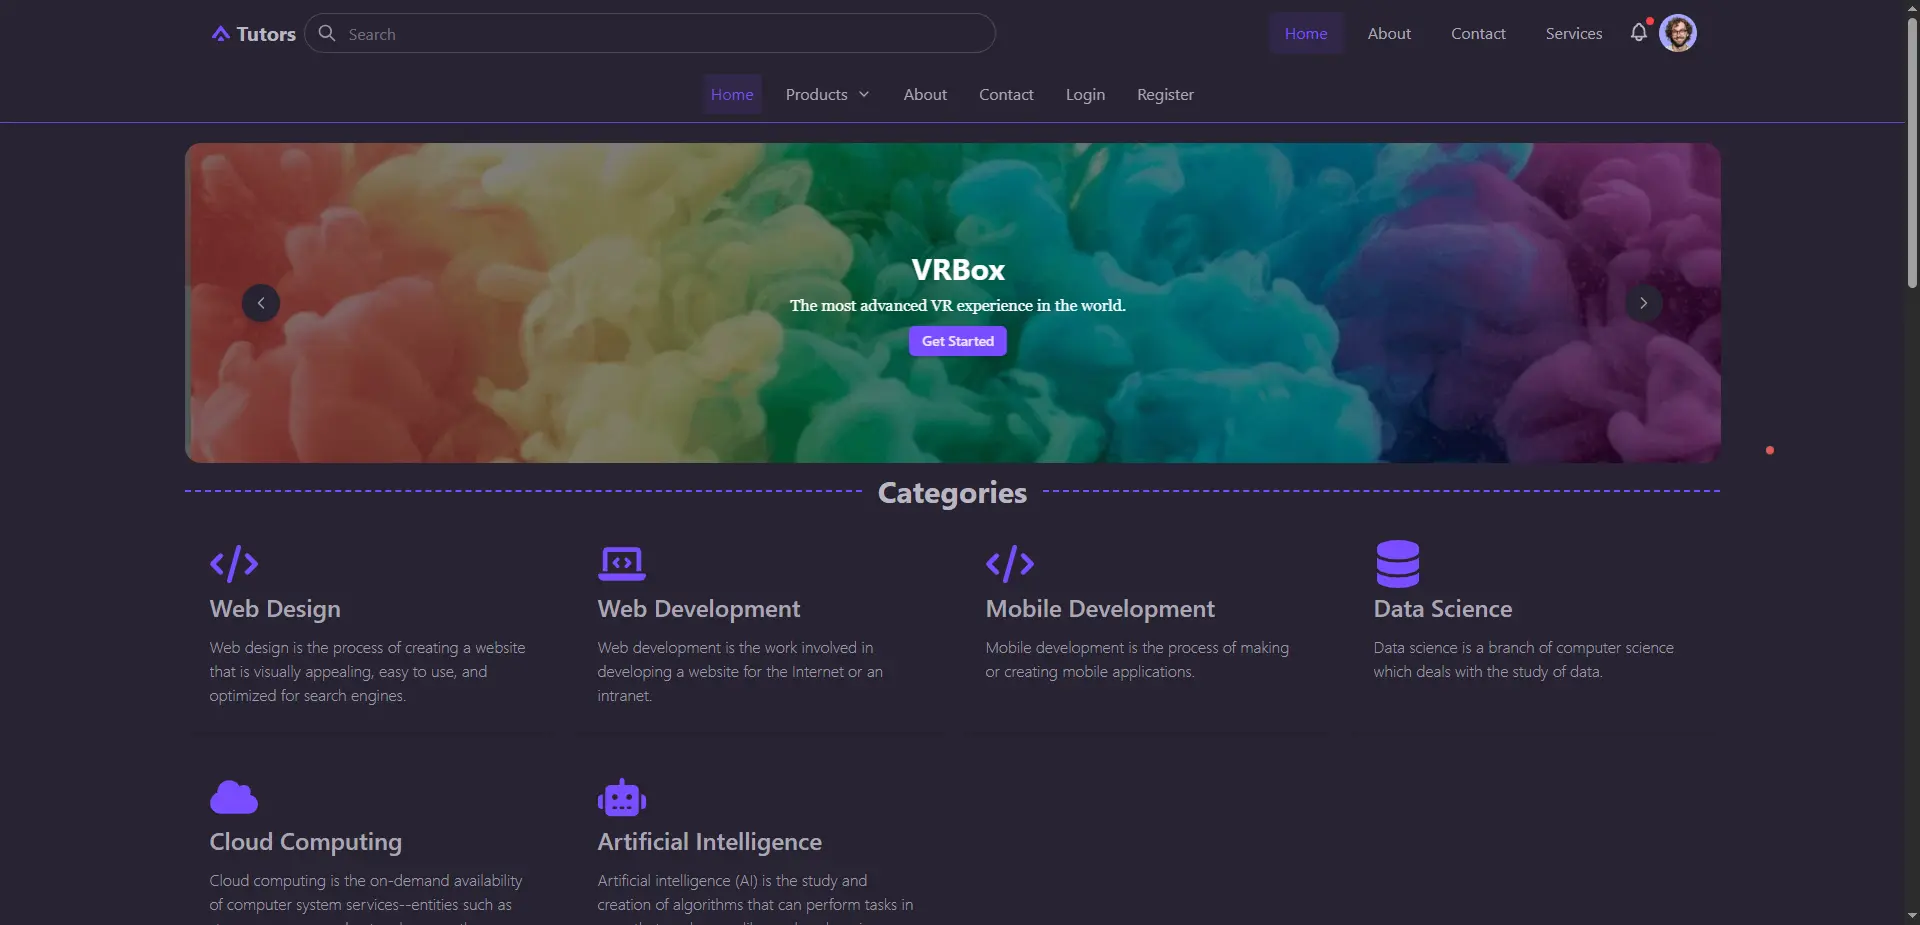 Tutors
Search
Home
About
Contact
Services
Home
Products
About
Contact
Login
Register
VRBox
The most advanced VR experience in the world.
Get Started
Categories
Web Design
Web design is the process of creating a website
that is visually appealing, easy to use, and
optimized for search engines.
Web Development
Web development is the work involved in
developing a website for the Internet or an
intranet.
Mobile Development
Mobile development is the process of making
or creating mobile applications.
Data Science
Data science is a branch of computer science
which deals with the study of data.
Cloud Computing
Cloud computing is the on-demand availability
of computer system services--entities such as
Artificial Intelligence
Artificial intelligence (AI) is the study and
creation of algorithms that can perform tasks in